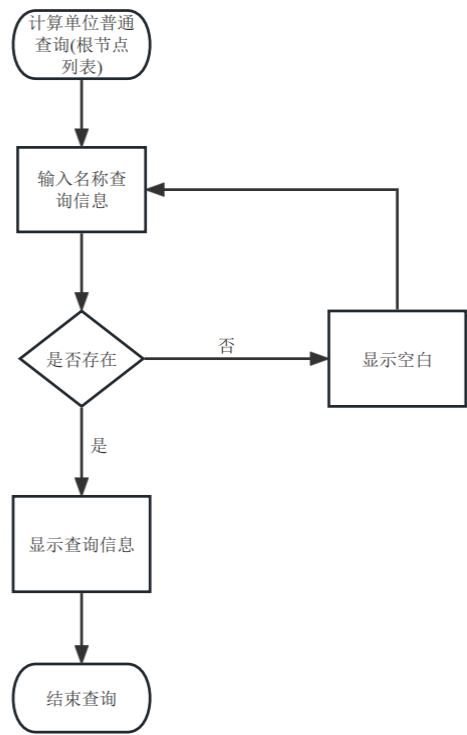 计算单位普通
查询(根节点
列表)
输入名称查
询信息
是否存在
否
显示空白
是
显示查询信息
结束查询